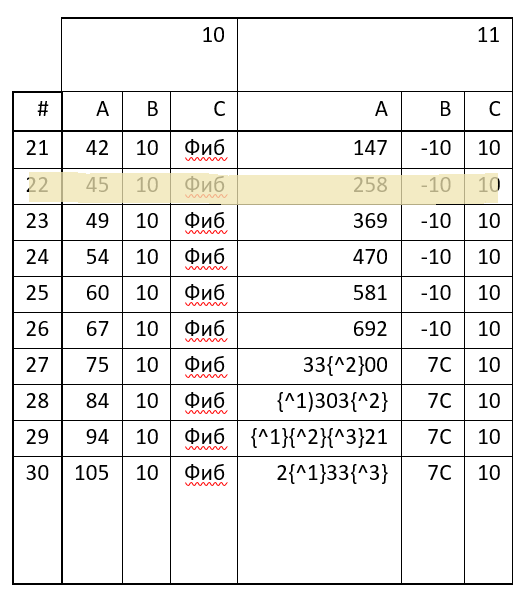 10 11
# A B C A B C
21 42 10 Фиб 147 -10 10
22 45 10 Фиб 258 -10 10
23 49 10 Фиб 369 -10 10
24 54 10 Фиб 470 -10 10
25 60 10 Фиб 581 -10 10
26 67 10 Фиб 692 -10 10
27 75 10 Фиб 33{^2}00 7C 10
28 84 10 Фиб {^1)303{^2} 7C 10
29 94 10 Фиб {^1}{^2}{^3}21 7C 10
30 105 10 Фиб 2{^1}33{^3} 7C 10